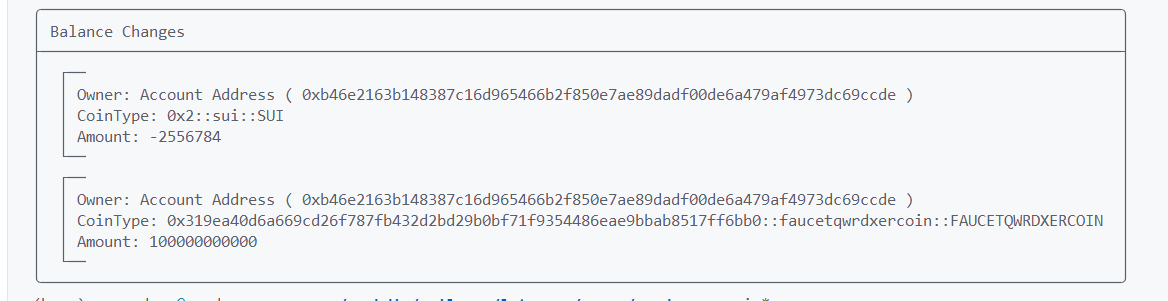 Balance Changes
Owner: Account Address ( 0xb46e2163b148387c16d965466b2f850e7ae89dadf00de6a479af4973dc69ccde )
CoinType: 0x2::sui::SUI
Amount: -2556784
Owner: Account Address ( 0xb46e2163b148387c16d965466b2f850e7ae89dadf00de6a479af4973dc69ccde )
CoinType: 0x319ea40d6a669cd26f787fb432d2bd29b0bf71f9354486eae9bbab8517ff6bb0::faucetqwrdxercoin::FAUCETQWRDXERCOIN
Amount: 100000000000